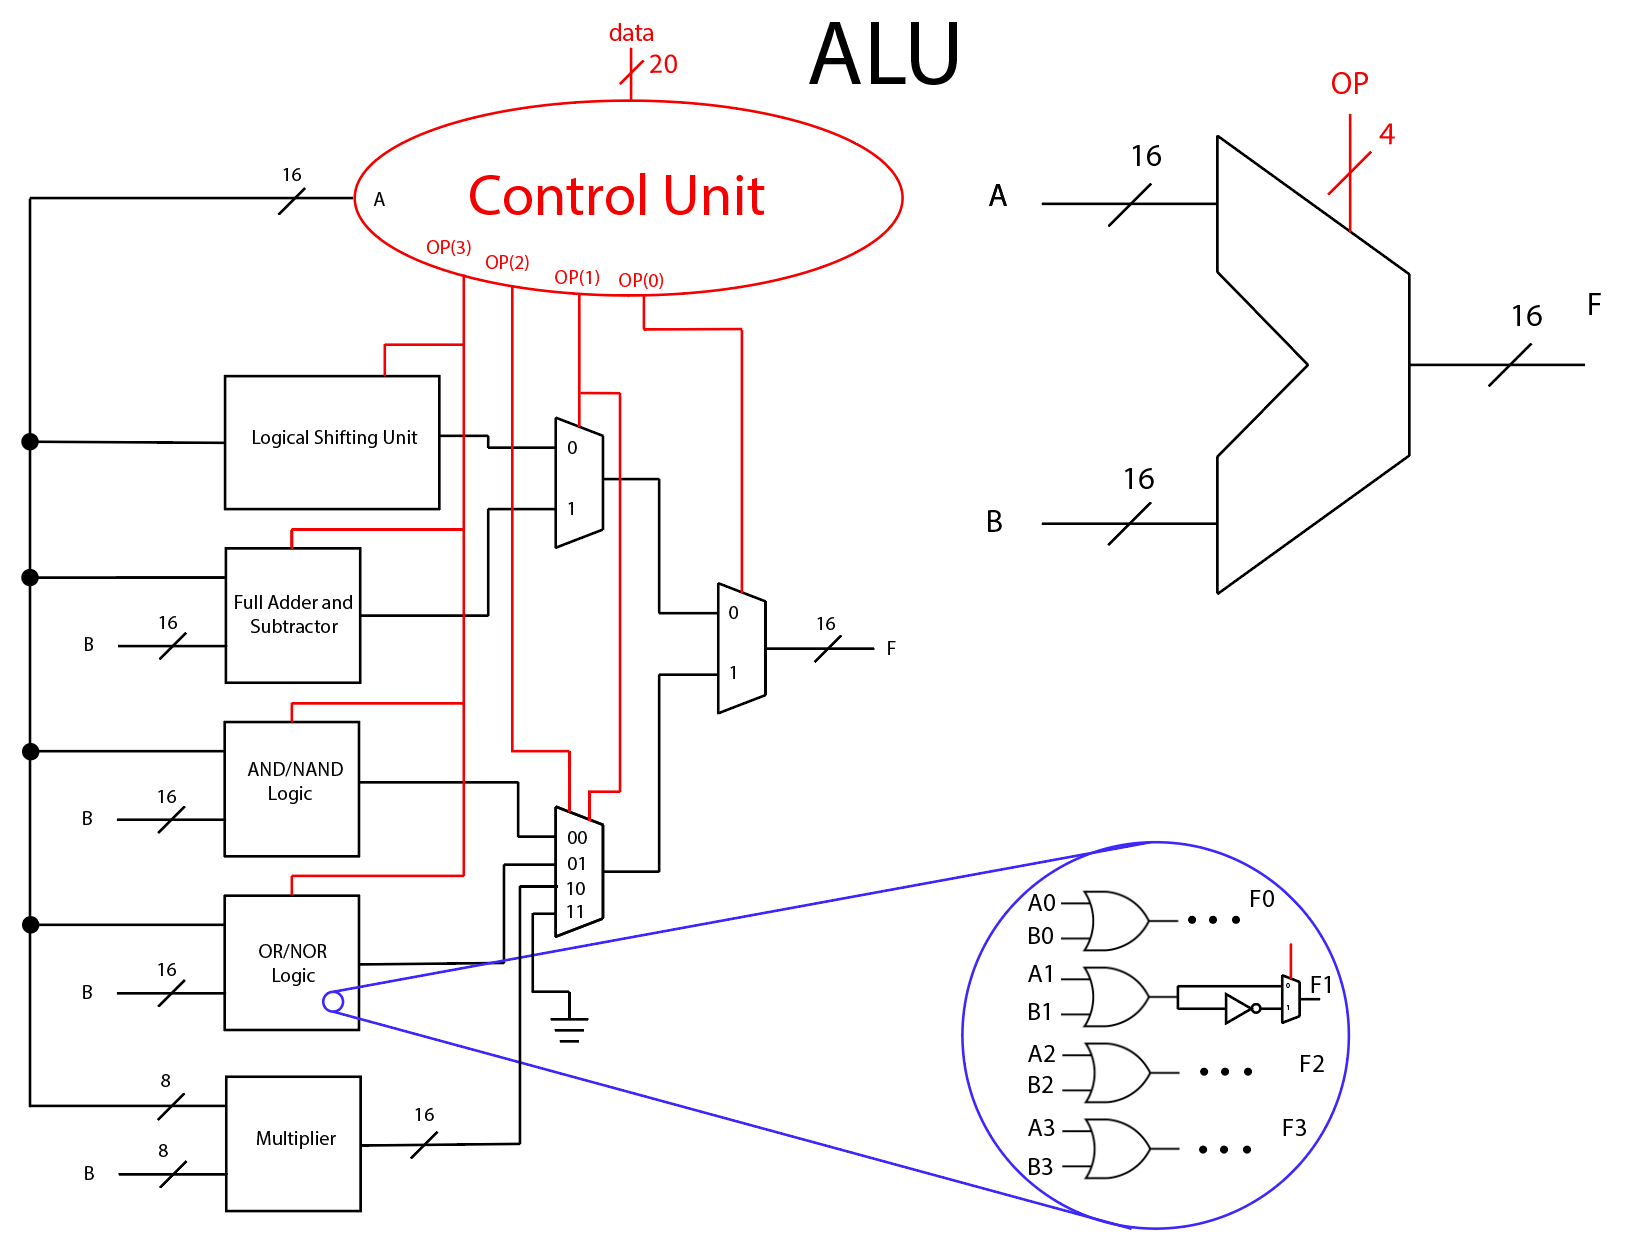 data
20
ALU
Control Unit
A
16
OP(3)
OP(2)
OP(1)
OP(0)
Logical Shifting Unit
0
1
Full Adder and
Subtractor
B
16
0
1
16
F
AND/NAND
Logic
B
16
00
01
10
11
OR/NOR
Logic
B
16
8
Multiplier
16
B
8
OP
4
A
16
16
F
B
16
A0
B0
F0
A1
B1
0
1
F1
A2
B2
F2
A3
B3
F3